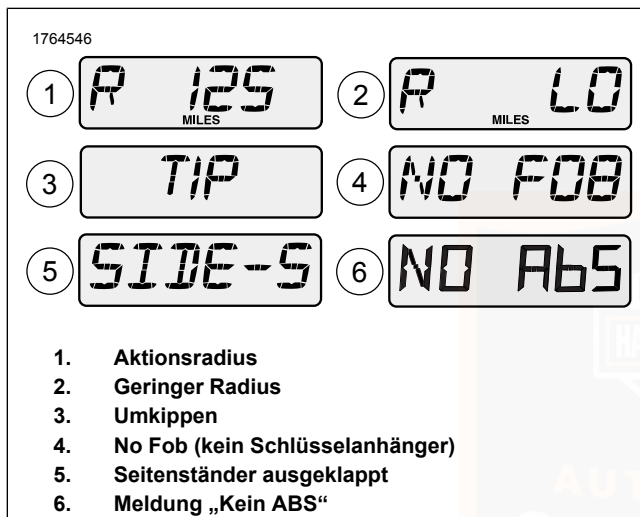 1764546
1 R 125 MILES
2 R LO MILES
3 TIP
4 NO FOB
5 SIDE-S
6 NO AbS
1. Aktionsradius
2. Geringer Radius
3. Umkippen
4. No Fob (kein Schlüsselanhänger)
5. Seitenständer ausgeklappt
6. Meldung „Kein ABS“